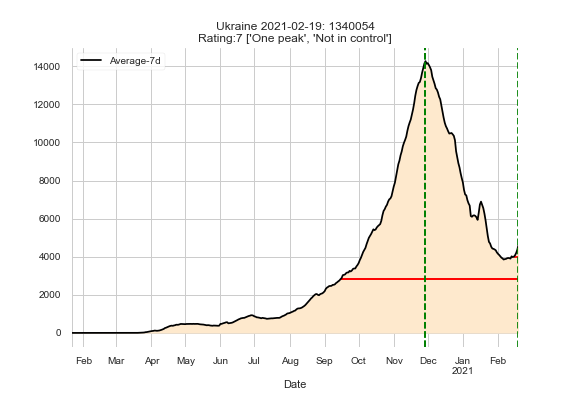 Ukraine 2021-02-19: 1340054
Rating:7 ['One peak', 'Not in control']
Average-7d
14000
12000
10000
8000
6000
4000
2000
0
Feb Mar Apr May Jun Jul Aug Sep Oct Nov Dec Jan Feb
2021
Date